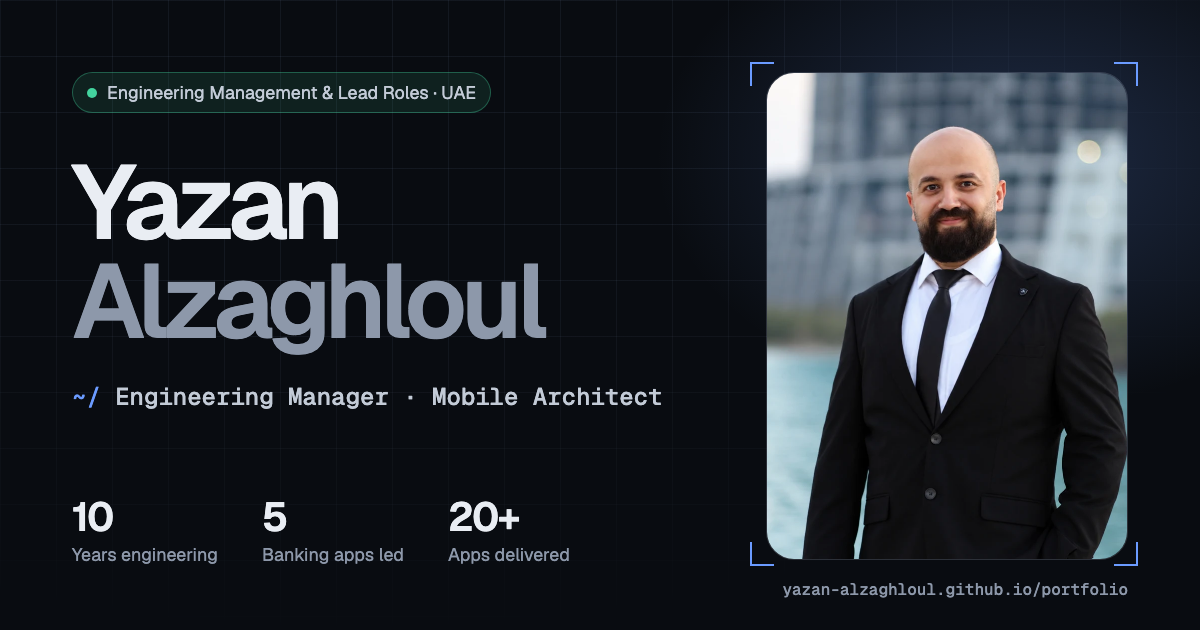 Engineering Management & Lead Roles · UAE
Yazan
Alzaghloul
~/ Engineering Manager · Mobile Architect
10
Years engineering
5
Banking apps led
20+
Apps delivered
yazan-alzaghloul.github.io/portfolio